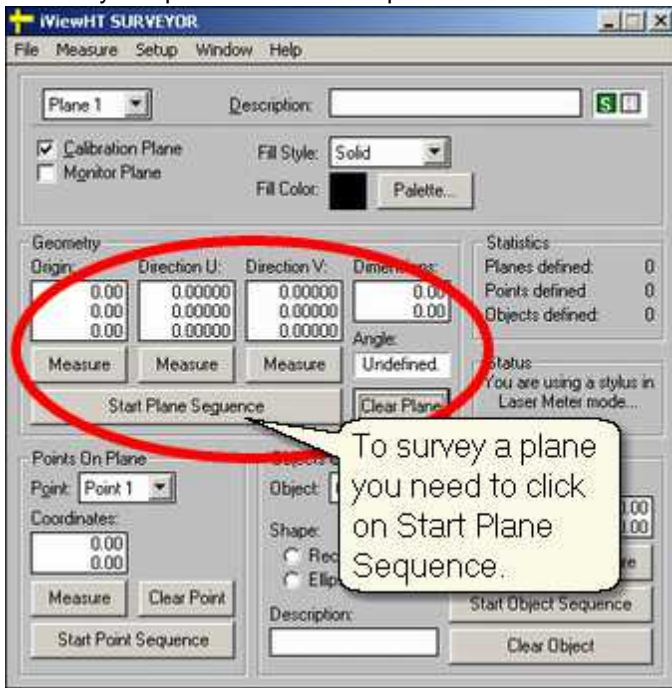 iViewHT SURVEYOR
File Measure Setup Window Help
Plane 1 Description: S
Calibration Plane Fill Style: Solid
Monitor Plane
Fill Color: Palette...
Geometry Statistics
Origin: Direction U: Direction V: Dimensions: Planes defined: 0
0.00 0.00000 0.00000 0.00 Points defined 0
0.00 0.00000 0.00000 0.00 Objects defined: 0
0.00 0.00000 0.00000 Angle:
Measure Measure Measure Undefined. Status
You are using a stylus in
Start Plane Sequence Clear Plane Laser Meter mode...
To survey a plane
you need to click
on Start Plane
Sequence.
Points On Plane
Point: Point 1 Object:
Coordinates: Shape:
0.00
0.00
Measure Clear Point Start Object Sequence
Description:
Start Point Sequence Clear Object